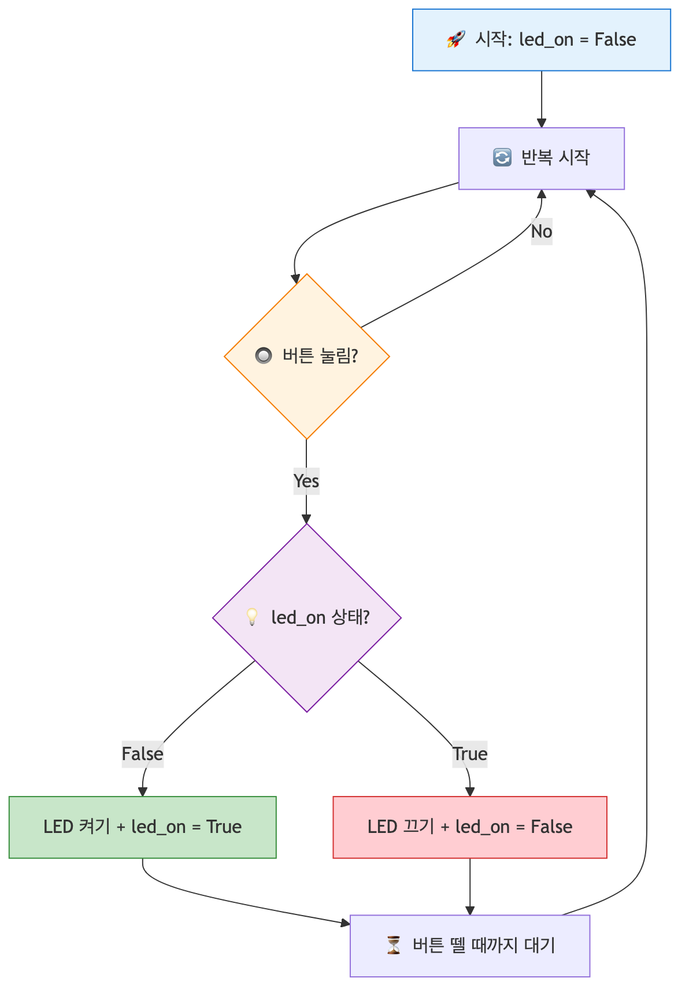 🚀 시작: led_on = False
🔄 반복 시작
No
🔘 버튼 눌림?
Yes
💡 led_on 상태?
False
True
LED 켜기 + led_on = True
LED 끄기 + led_on = False
⏳ 버튼 뗄 때까지 대기